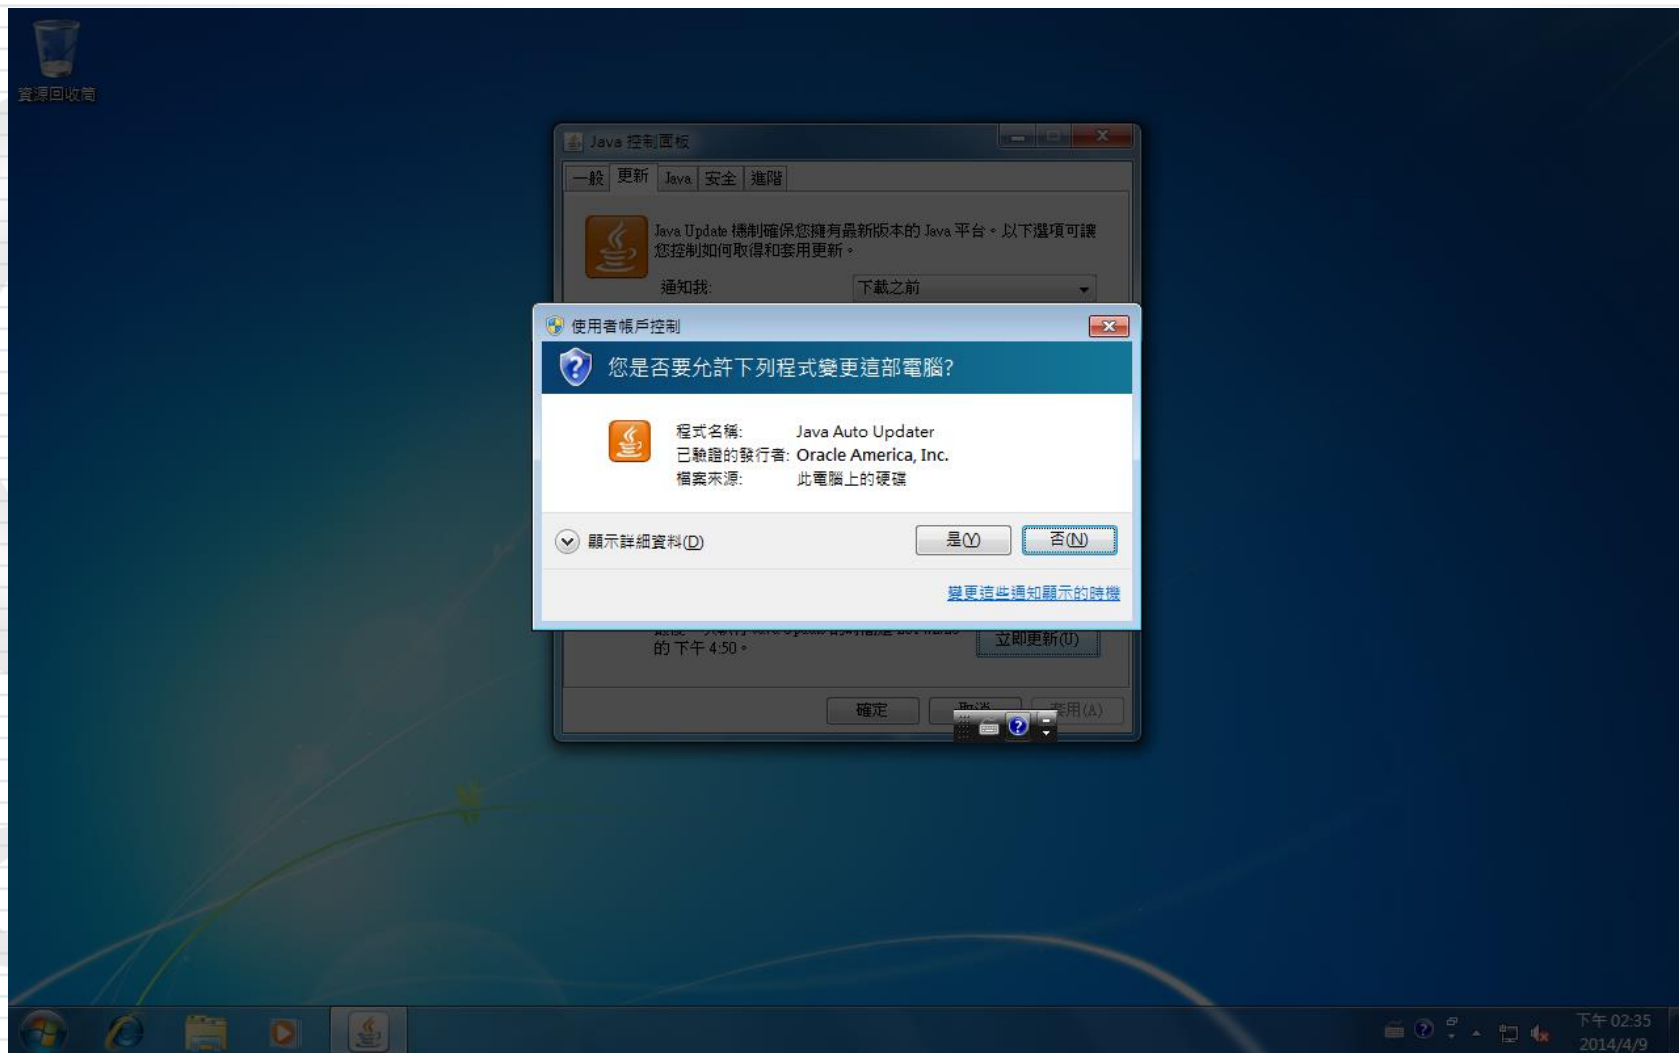 資源回收筒
Java 控制面板
一般 更新 Java 安全 進階
Java Update 機制確保您擁有最新版本的 Java 平台。以下選項可讓
您控制如何取得和套用更新。
通知我: 下載之前
使用者帳戶控制
您是否要允許下列程式變更這部電腦?
程式名稱: Java Auto Updater
已驗證的發行者: Oracle America, Inc.
檔案來源: 此電腦上的硬碟
顯示詳細資料(D) 是(Y) 否(N)
變更這些通知顯示的時機
立即更新(U)
的 下午 4:50。
確定 取消 套用(A)
下午 02:35
2014/4/9